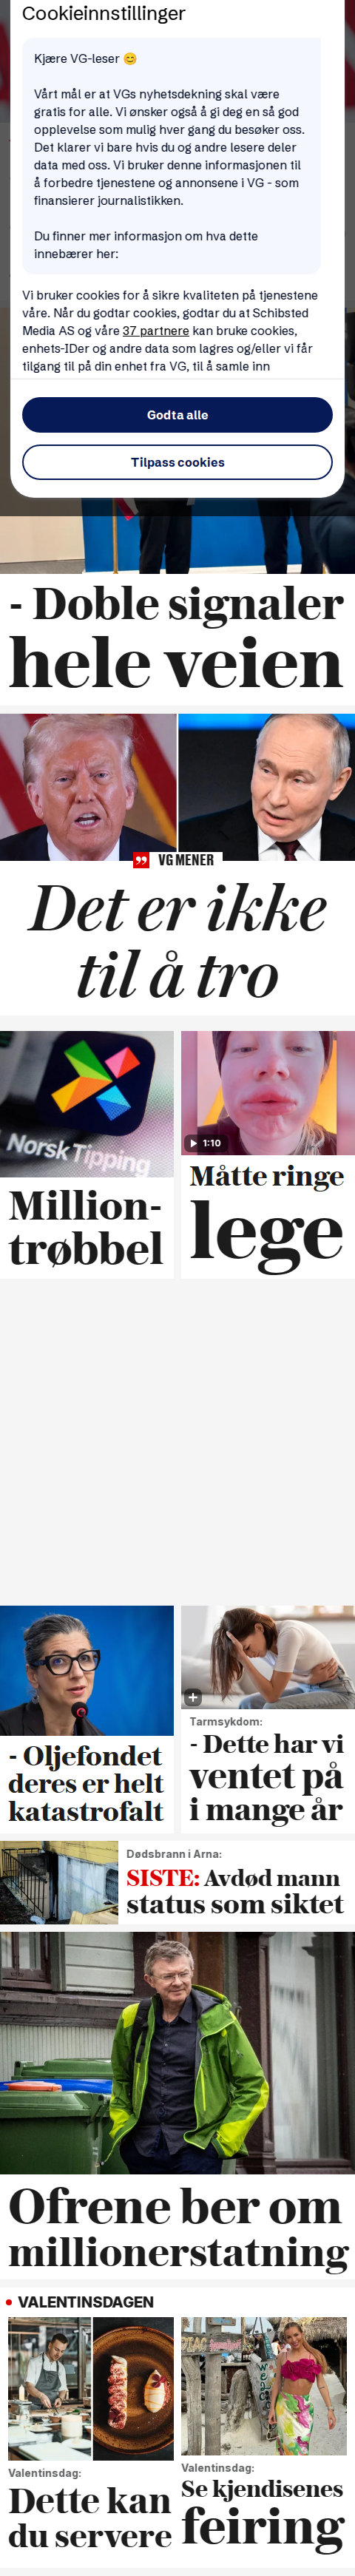 Cookieinnstillinger
Kjære VG-leser 😊
Vårt mål er at VGs nyhetsdekning skal være
gratis for alle. Vi ønsker også å gi deg en så god
opplevelse som mulig hver gang du besøker oss.
Det klarer vi bare hvis du og andre lesere deler
data med oss. Vi bruker denne informasjonen til
å forbedre tjenestene og annonsene i VG - som
finansierer journalistikken.
Du finner mer informasjon om hva dette
innebærer her:
Vi bruker cookies for å sikre kvaliteten på tjenestene
våre. Når du godtar cookies, godtar du at Schibsted
Media AS og våre 37 partnere kan bruke cookies,
enhets-IDer og andre data som lagres og/eller vi får
tilgang til på din enhet fra VG, til å samle inn
Godta alle
Tilpass cookies
- Doble signaler
hele veien
VG MENER
Det er ikke
til å tro
Norsk Tipping
1:10
Million-
trøbbel
Måtte ringe
lege
- Oljefondet
deres er helt
katastrofalt
Tarmsykdom:
- Dette har vi
ventet på
i mange år
Dødsbrann i Arna:
SISTE: Avdød mann
status som siktet
Ofrene ber om
millionerstatning
VALENTINSDAGEN
Valentinsdag:
Dette kan
du servere
Valentinsdag:
Se kjendisenes
feiring